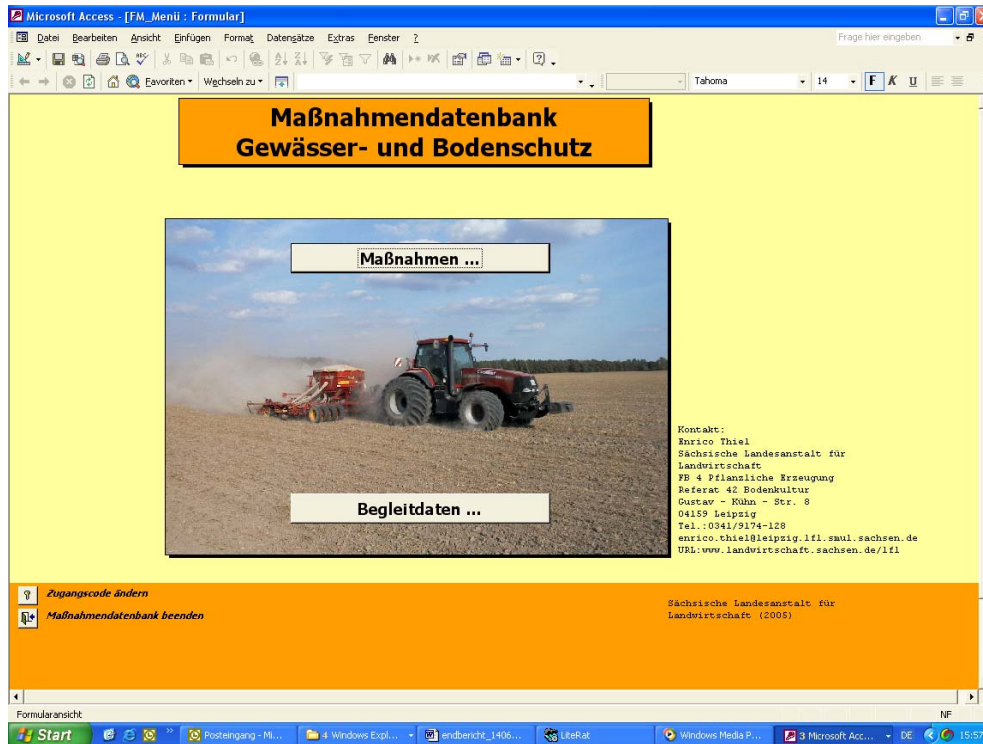 Microsoft Access - [FM_Menü : Formular]
Datei Bearbeiten Ansicht Einfügen Format Datensätze Extras Fenster ?
Frage hier eingeben
Favoriten Wechseln zu
Tahoma 14 F K U
Maßnahmendatenbank
Gewässer- und Bodenschutz
Maßnahmen ...
Begleitdaten ...
Kontakt:
Enrico Thiel
Sächsische Landesanstalt für
Landwirtschaft
FB 4 Pflanzliche Erzeugung
Referat 42 Bodenkultur
Gustav - Kühn - Str. 8
04159 Leipzig
Tel.:0341/9174-128
enrico.thiel@leipzig.lfl.smul.sachsen.de
URL:www.landwirtschaft.sachsen.de/lfl
Zugangscode ändern
Maßnahmendatenbank beenden
Sächsische Landesanstalt für
Landwirtschaft (2005)
Formularansicht
NF
Start Posteingang - Mi... 4 Windows Expl... endbericht_1406... LiteRat Windows Media P... 3 Microsoft Acc... DE 15:57